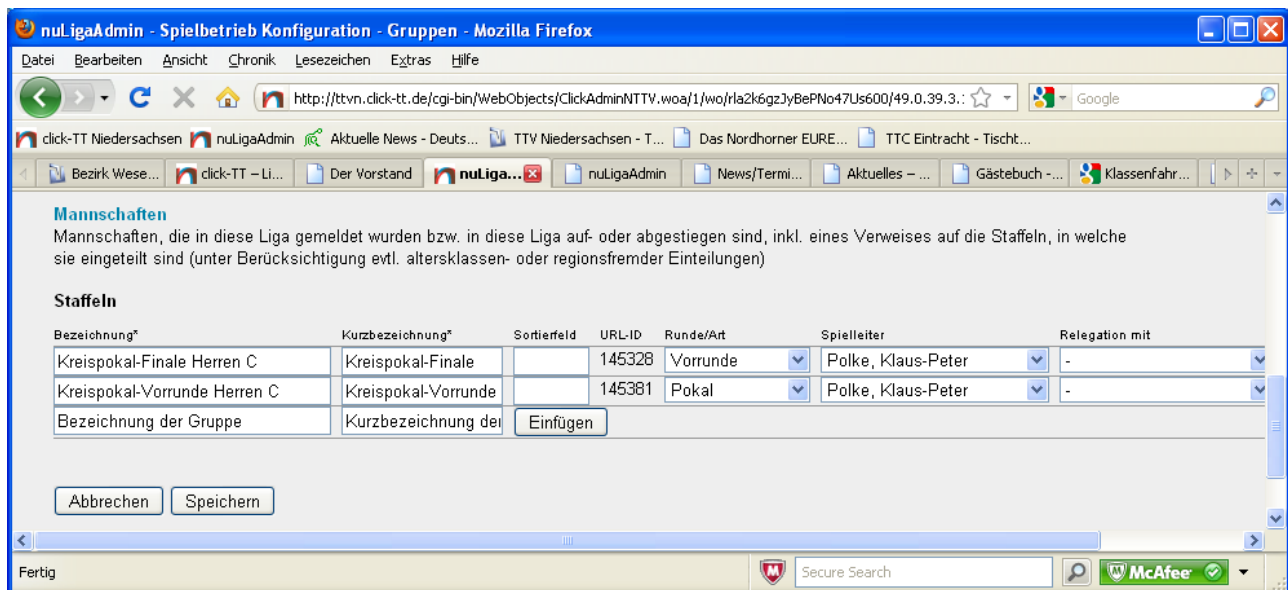 nuLigaAdmin - Spielbetrieb Konfiguration - Gruppen - Mozilla Firefox
Datei Bearbeiten Ansicht Chronik Lesezeichen Extras Hilfe
http://ttvn.click-tt.de/cgi-bin/WebObjects/ClickAdminNTTV.woa/1/wo/rla2k6gzJyBePNo47Us600/49.0.39.3.: Google
click-TT Niedersachsen nuLigaAdmin Aktuelle News - Deuts... TTV Niedersachsen - T... Das Nordhorner EURE... TTC Eintracht - Tischt...
Bezirk Wese... click-TT – Li... Der Vorstand nuLiga... nuLigaAdmin News/Termi... Aktuelles – ... Gästebuch -... Klassenfahr...
Mannschaften
Mannschaften, die in diese Liga gemeldet wurden bzw. in diese Liga auf- oder abgestiegen sind, inkl. eines Verweises auf die Staffeln, in welche
sie eingeteilt sind (unter Berücksichtigung evtl. altersklassen- oder regionsfremder Einteilungen)
Staffeln
Bezeichnung* Kurzbezeichnung* Sortierfeld URL-ID Runde/Art Spielleiter Relegation mit
Kreispokal-Finale Herren C Kreispokal-Finale 145328 Vorrunde Polke, Klaus-Peter -
Kreispokal-Vorrunde Herren C Kreispokal-Vorrunde 145381 Pokal Polke, Klaus-Peter -
Bezeichnung der Gruppe Kurzbezeichnung der Einfügen
Abbrechen Speichern
Fertig Secure Search McAfee